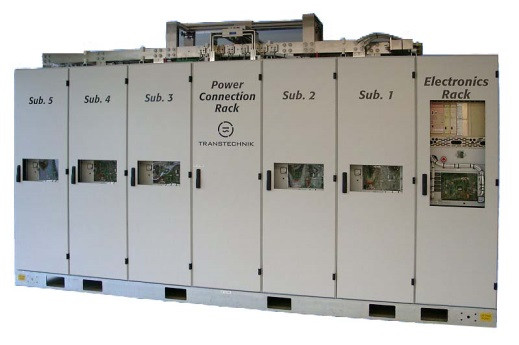 Sub. 5
Sub. 4
Sub. 3
Power
Connection
Rack
TRANSTECHNIK
Sub. 2
Sub. 1
Electronics
Rack